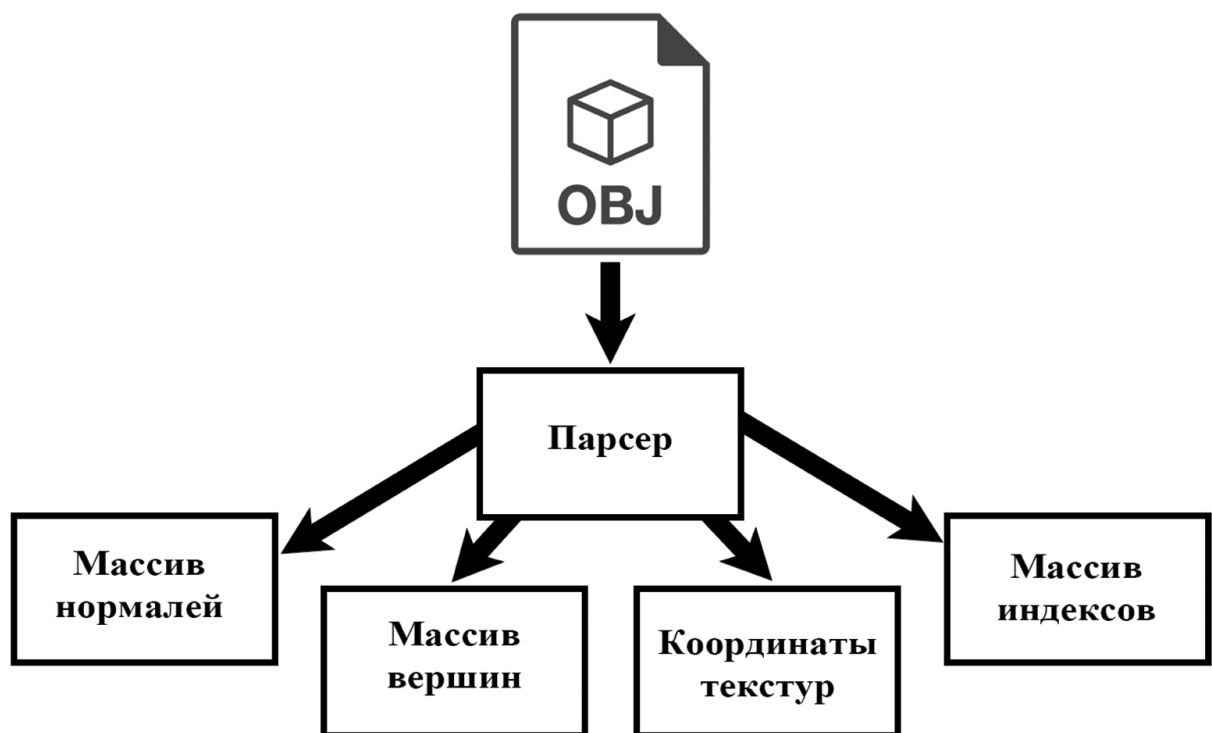 OBJ
Парсер
Массив
нормалей
Массив
вершин
Координаты
текстур
Массив
индексов